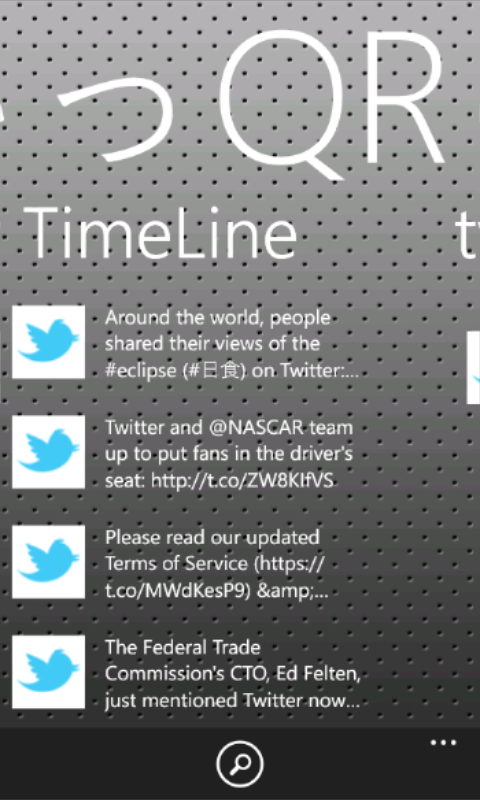 っQR
TimeLine
Around the world, people
shared their views of the
#eclipse (#日食) on Twitter:...
Twitter and @NASCAR team
up to put fans in the driver's
seat: http://t.co/ZW8KIfVS
Please read our updated
Terms of Service (https://
t.co/MWdKesP9) &amp;...
The Federal Trade
Commission's CTO, Ed Felten,
just mentioned Twitter now...